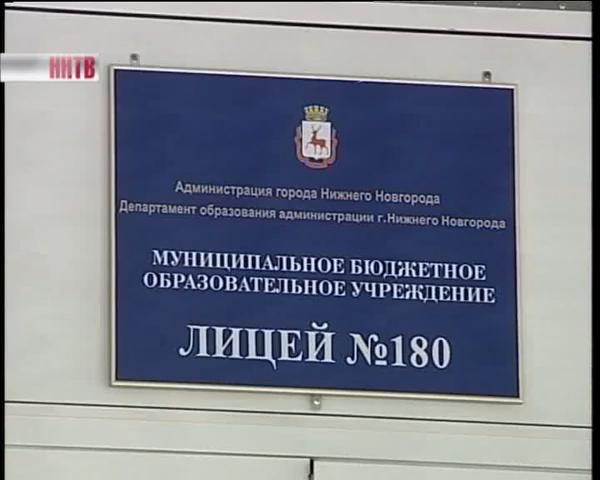 ННТВ
Администрация города Нижнего Новгорода
Департамент образования администрации г.Нижнего Новгорода
МУНИЦИПАЛЬНОЕ БЮДЖЕТНОЕ
ОБРАЗОВАТЕЛЬНОЕ УЧРЕЖДЕНИЕ
ЛИЦЕЙ №180